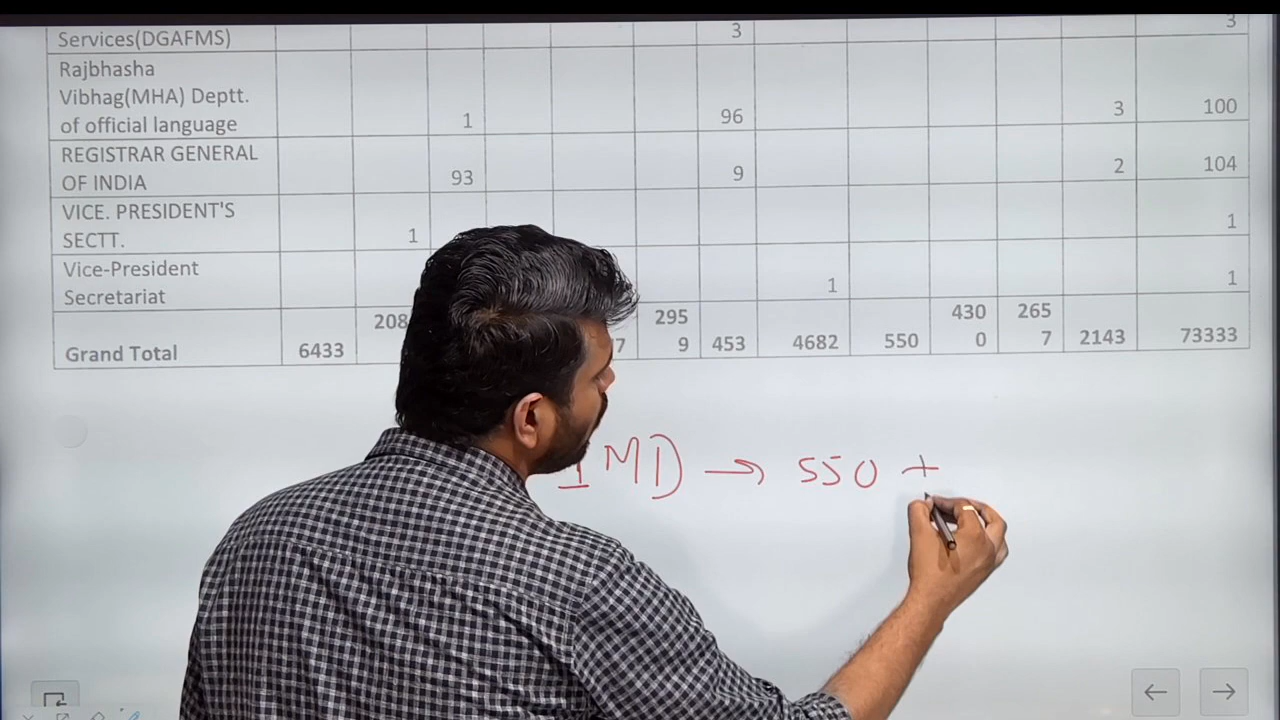 Services(DGAFMS) 3 3
Rajbhasha
Vibhag(MHA) Deptt.
of official language 1 96 3 100
REGISTRAR GENERAL
OF INDIA 93 9 2 104
VICE. PRESIDENT'S
SECTT. 1 1
Vice-President
Secretariat 1 1
208 295 430 265
Grand Total 6433 7 9 453 4682 550 0 7 2143 73333
IMD → 550 +